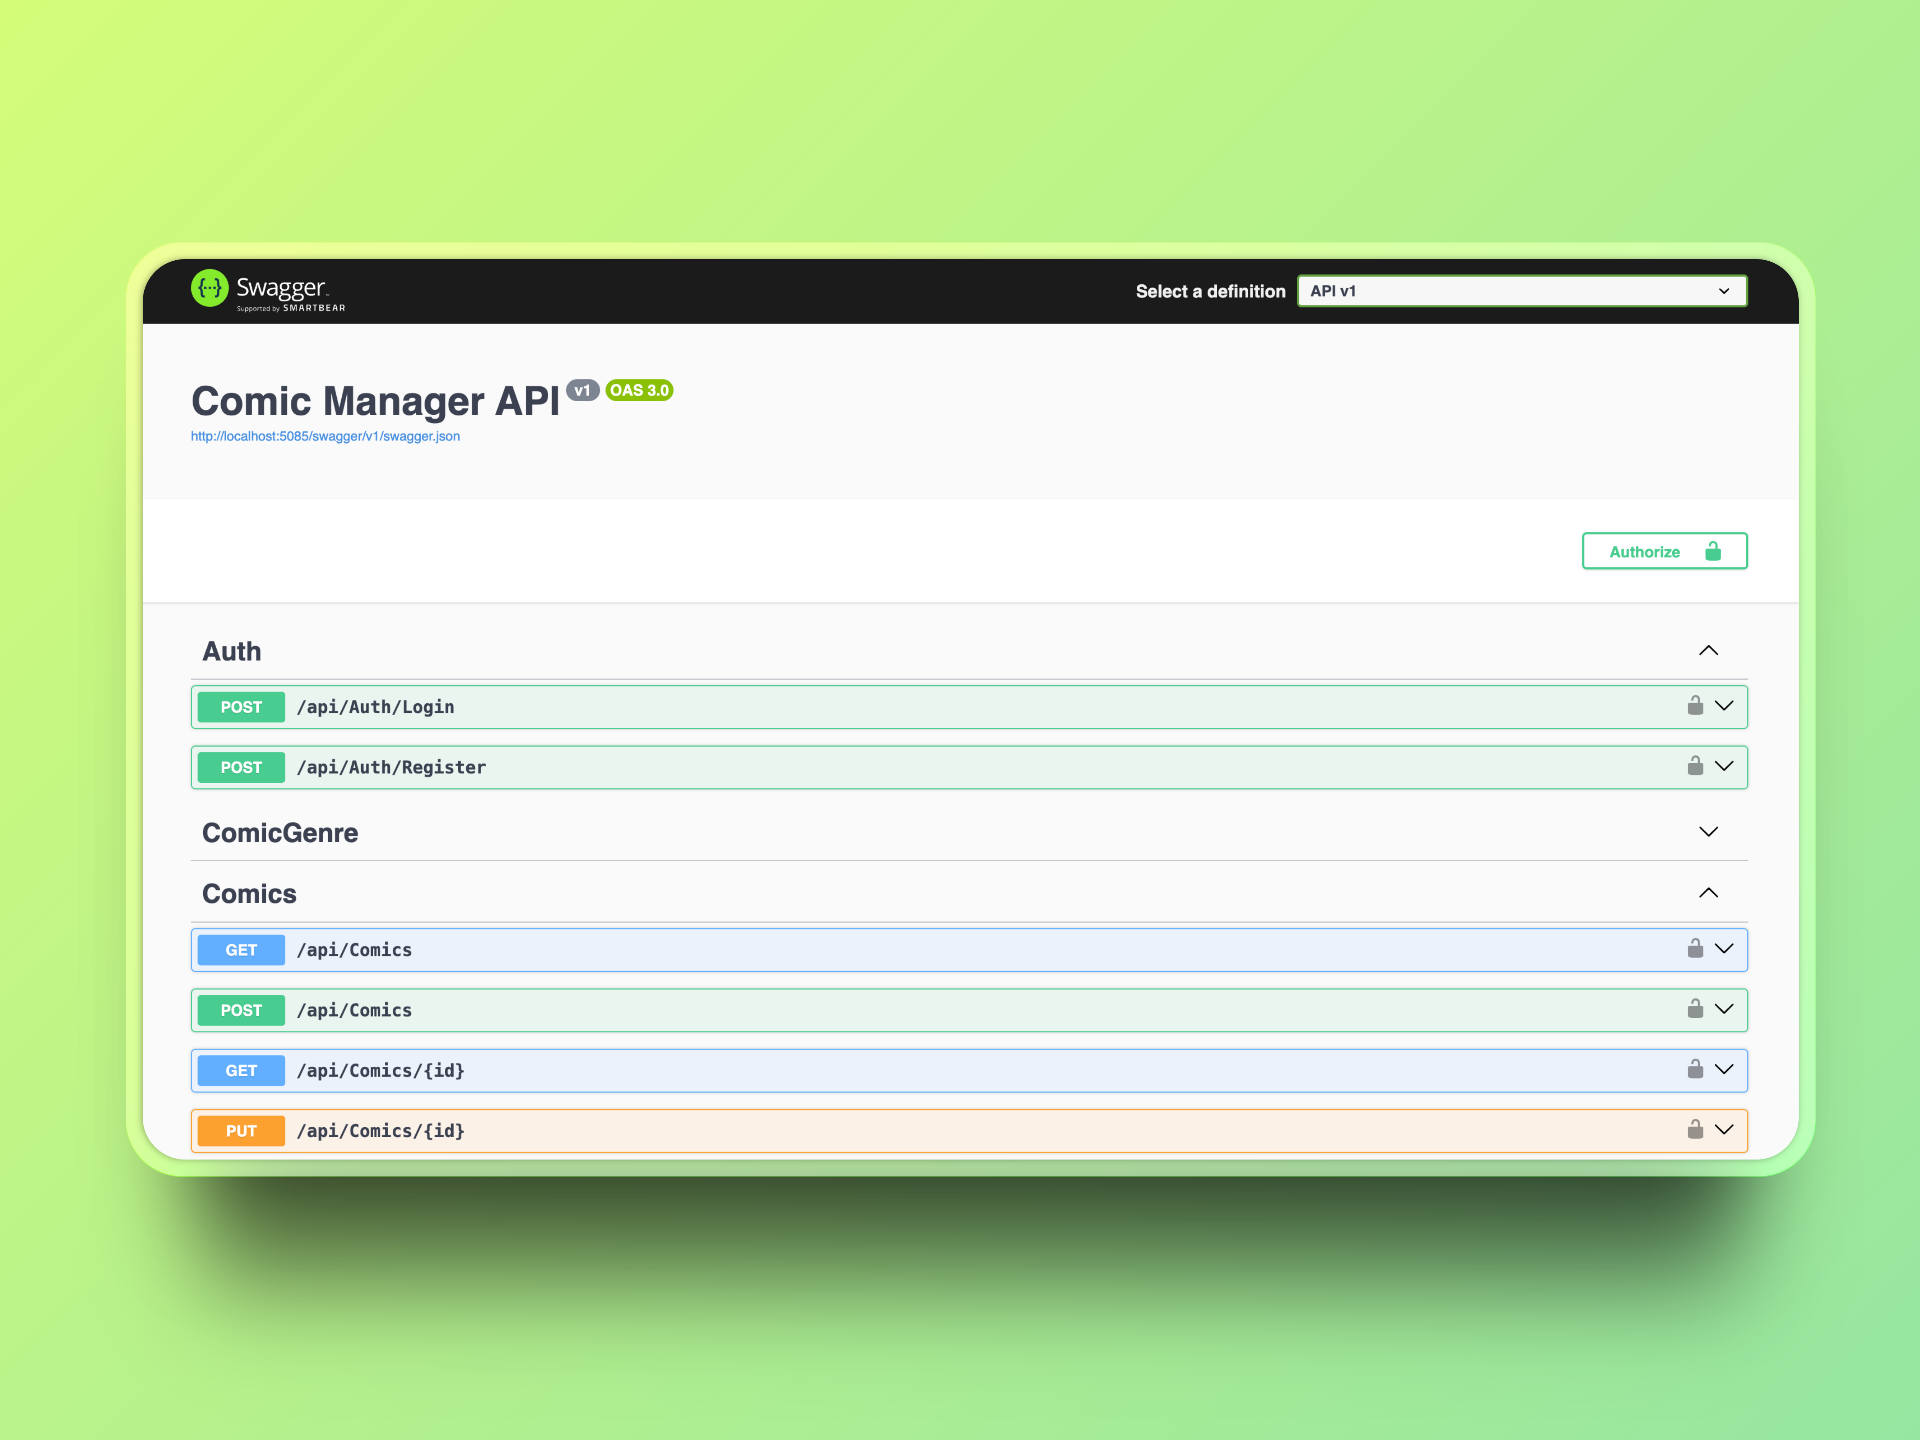 {···} Swagger
Supported by SMARTBEAR
Select a definition
API v1
Comic Manager API v1 OAS 3.0
http://localhost:5085/swagger/v1/swagger.json
Authorize
Auth
POST /api/Auth/Login
POST /api/Auth/Register
ComicGenre
Comics
GET /api/Comics
POST /api/Comics
GET /api/Comics/{id}
PUT /api/Comics/{id}